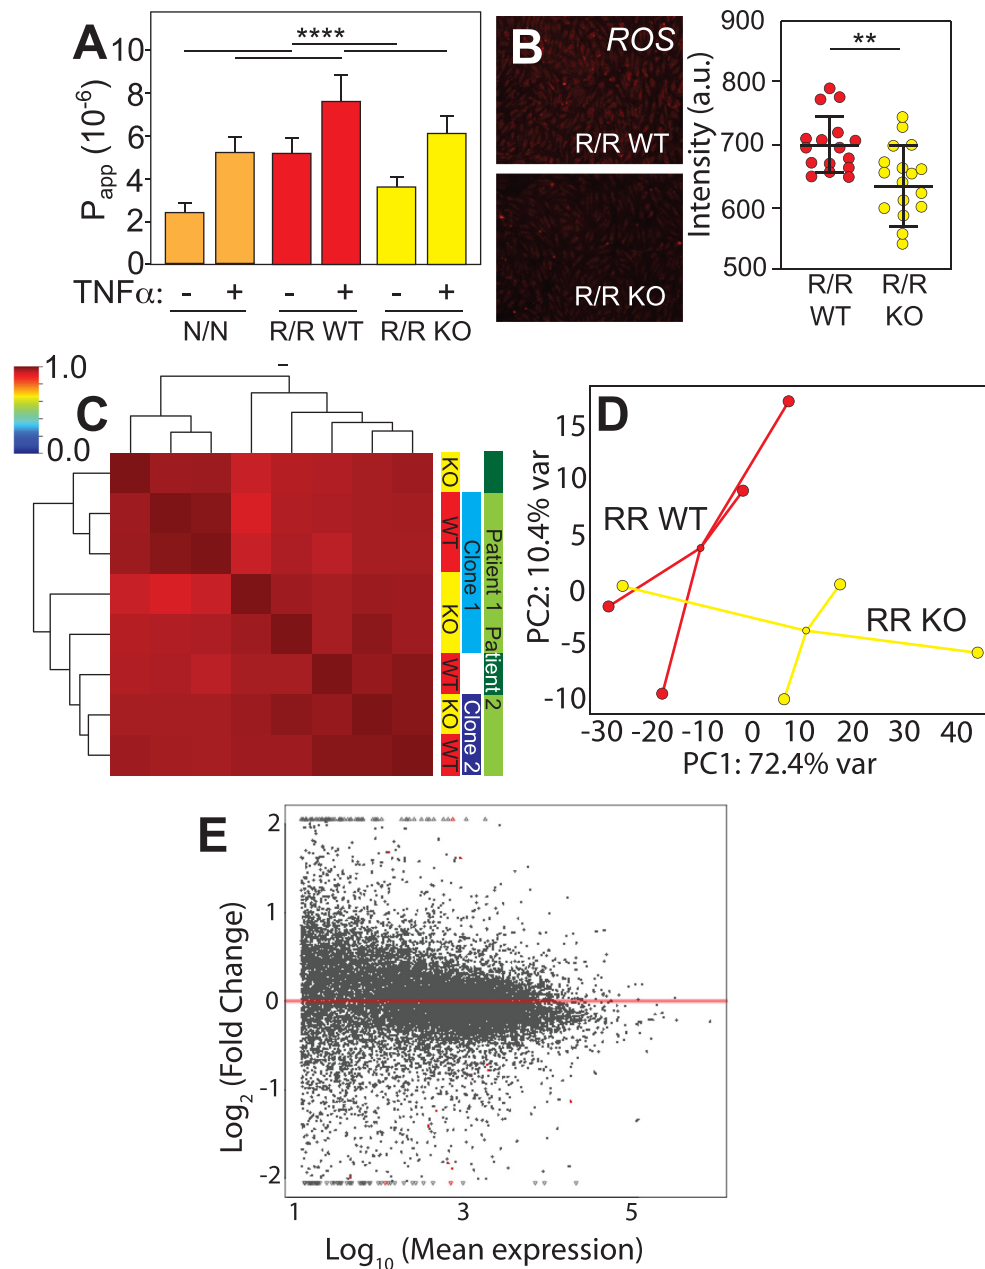 A
P_app (10^-6)
10
8
6
4
2
0
****
TNFα:
- + - + - +
N/N R/R WT R/R KO
B
ROS
R/R WT
R/R KO
Intensity (a.u.)
900
800
700
600
500
**
R/R WT
R/R KO
C
1.0
0.0
KO
WT
KO
WT
KO
WT
Clone 1
Clone 2
Patient 1
Patient 2
D
PC2: 10.4% var
15
10
5
0
-5
-10
RR WT
RR KO
-30 -20 -10 0 10 20 30 40
PC1: 72.4% var
E
Log2 (Fold Change)
2
1
0
-1
-2
1 3 5
Log10 (Mean expression)